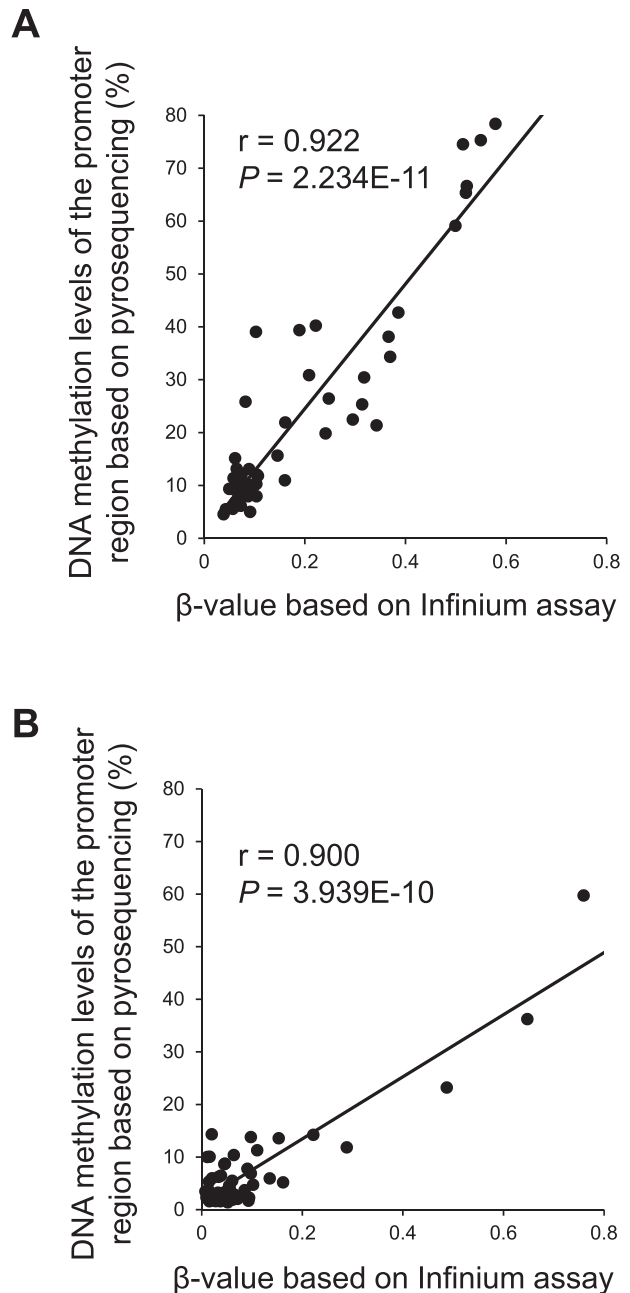 A
DNA methylation levels of the promoter
region based on pyrosequencing (%)
80
70
60
50
40
30
20
10
0
r = 0.922
P = 2.234E-11
0 0.2 0.4 0.6 0.8
β-value based on Infinium assay
B
DNA methylation levels of the promoter
region based on pyrosequencing (%)
80
70
60
50
40
30
20
10
0
r = 0.900
P = 3.939E-10
0 0.2 0.4 0.6 0.8
β-value based on Infinium assay